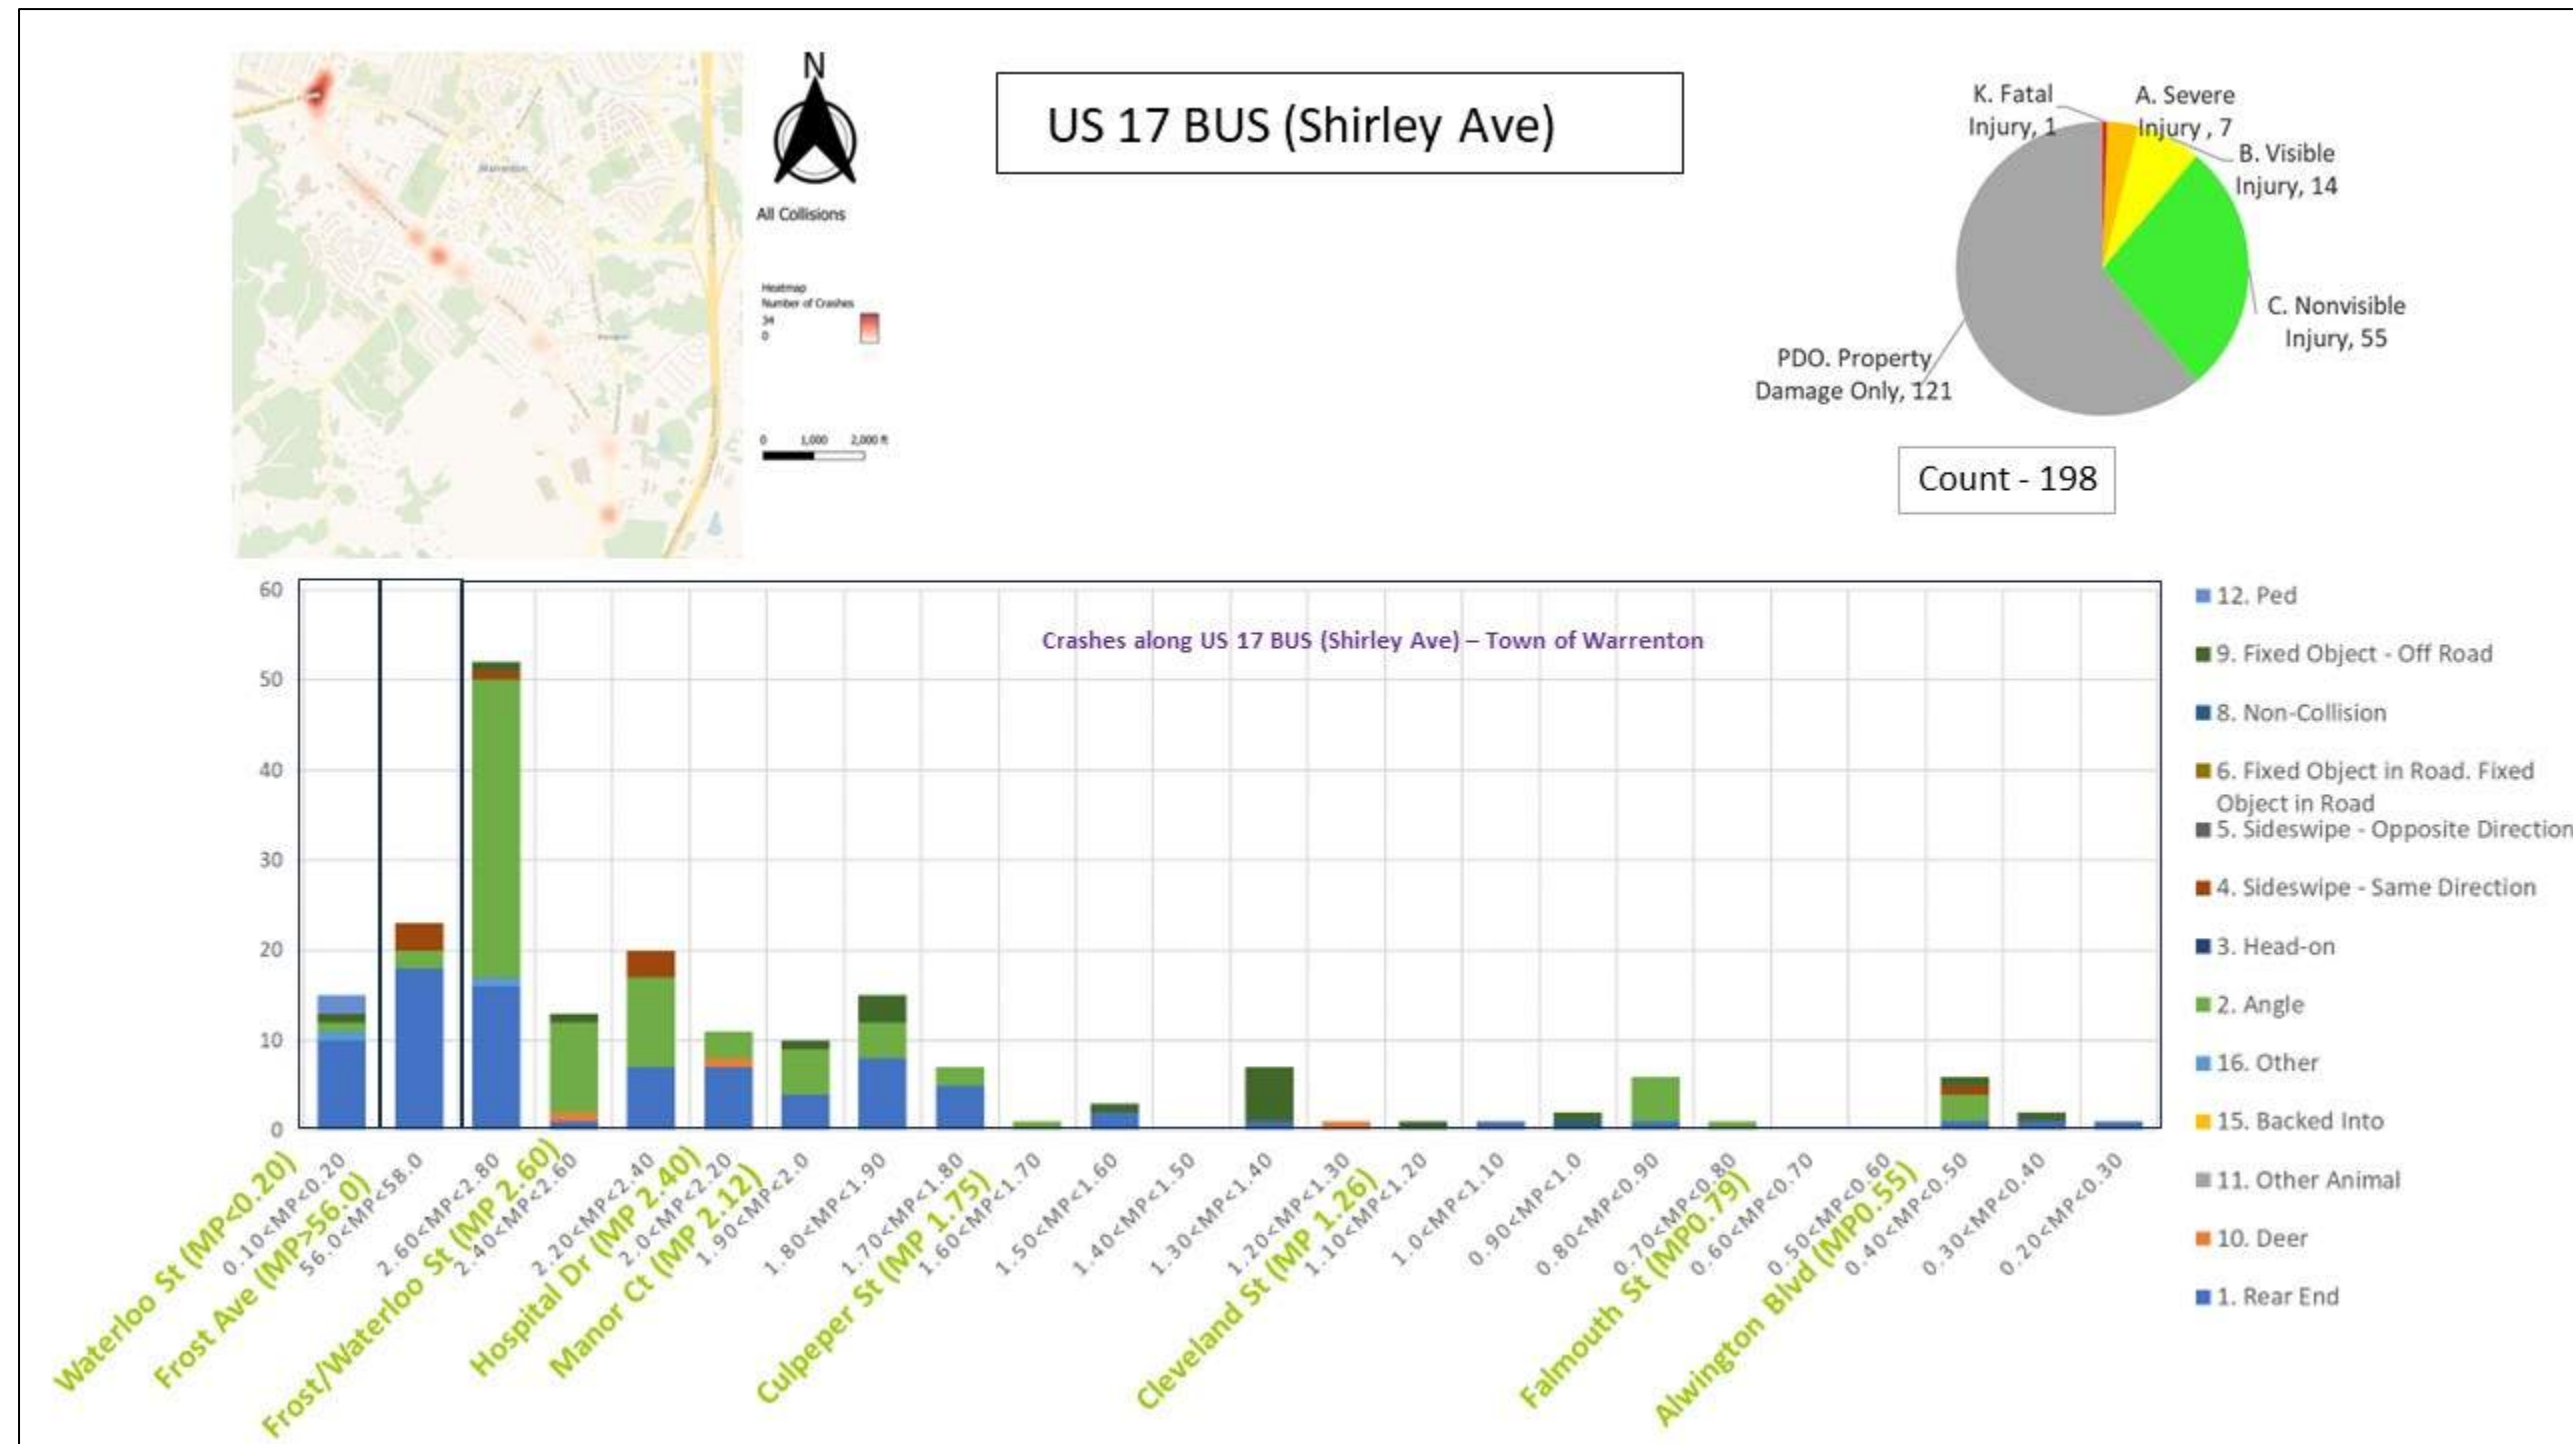 N
All Collisions
Heatmap
Number of Crashes
34
0
0 1,000 2,000 ft
Warrenton
US 17 BUS (Shirley Ave)
K. Fatal
Injury, 1
A. Severe
Injury , 7
B. Visible
Injury, 14
C. Nonvisible
Injury, 55
PDO. Property
Damage Only, 121
Count - 198
Crashes along US 17 BUS (Shirley Ave) – Town of Warrenton
60
50
40
30
20
10
0
0.10<MP<0.20
56.0<MP<58.0
2.60<MP<2.80
2.40<MP<2.60
2.20<MP<2.40
2.0<MP<2.20
1.90<MP<2.0
1.80<MP<1.90
1.70<MP<1.80
1.60<MP<1.70
1.50<MP<1.60
1.40<MP<1.50
1.30<MP<1.40
1.20<MP<1.30
1.10<MP<1.20
1.0<MP<1.10
0.90<MP<1.0
0.80<MP<0.90
0.70<MP<0.80
0.60<MP<0.70
0.50<MP<0.60
0.40<MP<0.50
0.30<MP<0.40
0.20<MP<0.30
Waterloo St (MP<0.20)
Frost Ave (MP>56.0)
Frost/Waterloo St (MP 2.60)
Hospital Dr (MP 2.40)
Manor Ct (MP 2.12)
Culpeper St (MP 1.75)
Cleveland St (MP 1.26)
Falmouth St (MP0.79)
Alwington Blvd (MP0.55)
12. Ped
9. Fixed Object - Off Road
8. Non-Collision
6. Fixed Object in Road. Fixed
Object in Road
5. Sideswipe - Opposite Direction
4. Sideswipe - Same Direction
3. Head-on
2. Angle
16. Other
15. Backed Into
11. Other Animal
10. Deer
1. Rear End